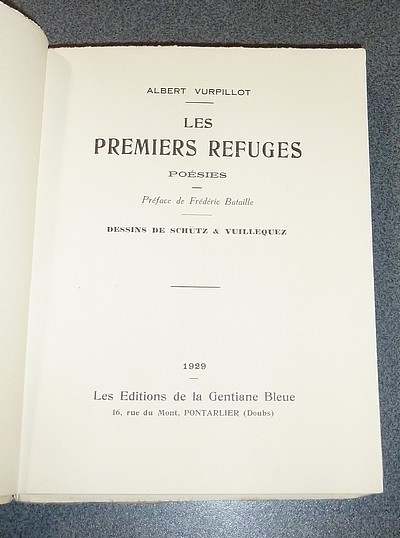 ALBERT VURPILLOT
LES
PREMIERS REFUGES
POÉSIES
Préface de Frédéric Bataille
DESSINS DE SCHÜTZ & VUILLEQUEZ
1929
Les Editions de la Gentiane Bleue
16, rue du Mont, PONTARLIER (Doubs)